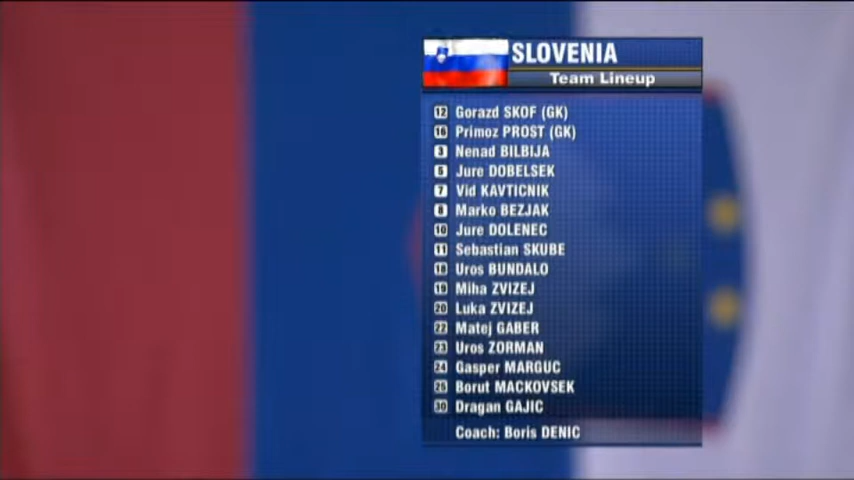 SLOVENIA
Team Lineup
12 Gorazd SKOF (GK)
16 Primoz PROST (GK)
3 Nenad BILBIJA
Jure DOBELSEK
7 Vid KAVTICNIK
8 Marko BEZJAK
10 Jure DOLENEC
11 Sebastian SKUBE
18 Uros BUNDALO
19 Miha ZVIZEJ
20 Luka ZVIZEJ
22 Matej GABER
23 Uros ZORMAN
24 Gasper MARGUC
Borut MACKOVSEK
30 Dragan GAJIC
Coach: Boris DENIC